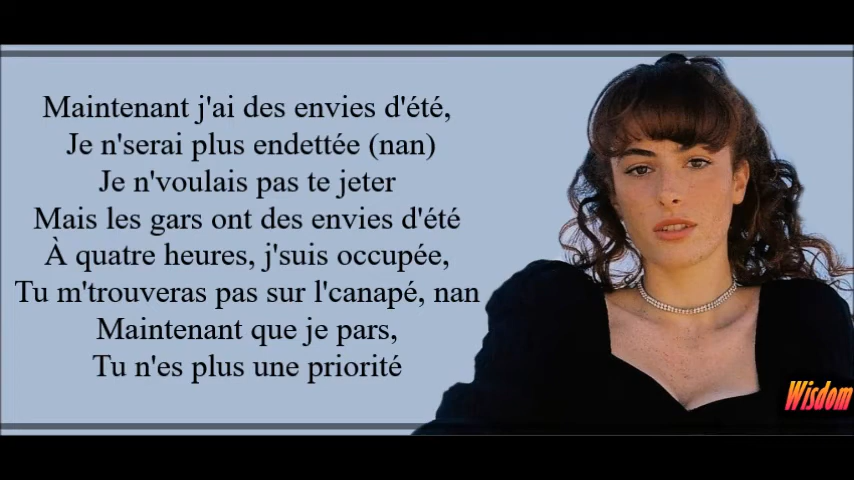 Maintenant j'ai des envies d'été,
Je n'serai plus endettée (nan)
Je n'voulais pas te jeter
Mais les gars ont des envies d'été
À quatre heures, j'suis occupée,
Tu m'trouveras pas sur l'canapé, nan
Maintenant que je pars,
Tu n'es plus une priorité
Wisdom